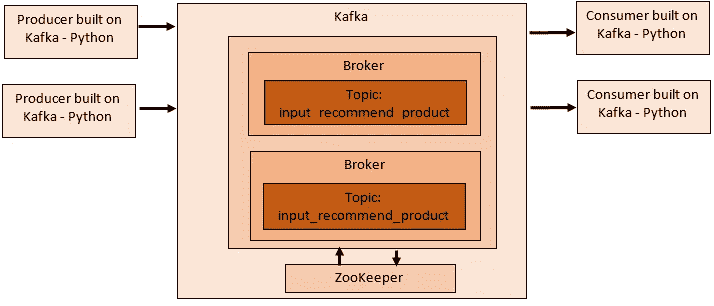 Producer built on
Kafka - Python
Producer built on
Kafka - Python
Kafka
Broker
Topic:
input_recommend_product
Broker
Topic:
input_recommend_product
ZooKeeper
Consumer built on
Kafka - Python
Consumer built on
Kafka - Python